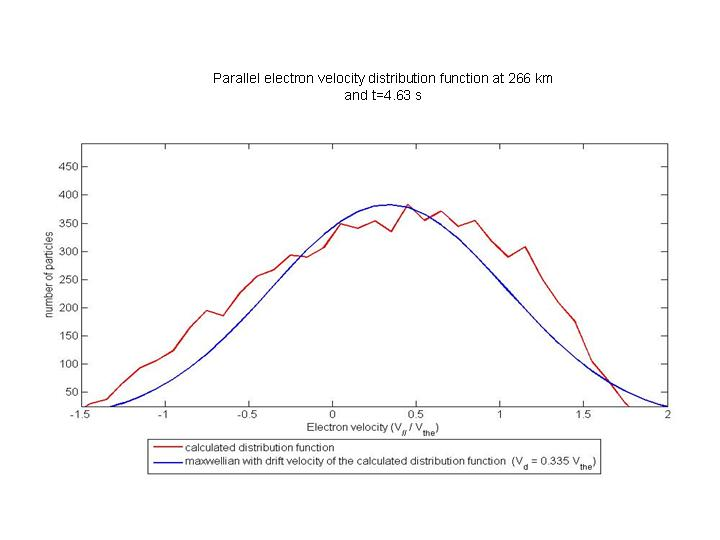 Parallel electron velocity distribution function at 266 km
and t=4.63 s
450
400
350
300
250
200
150
100
50
number of particles
-1.5 -1 -0.5 0 0.5 1 1.5 2
Electron velocity (V// / Vthe)
calculated distribution function
maxwellian with drift velocity of the calculated distribution function (Vd = 0.335 Vthe)